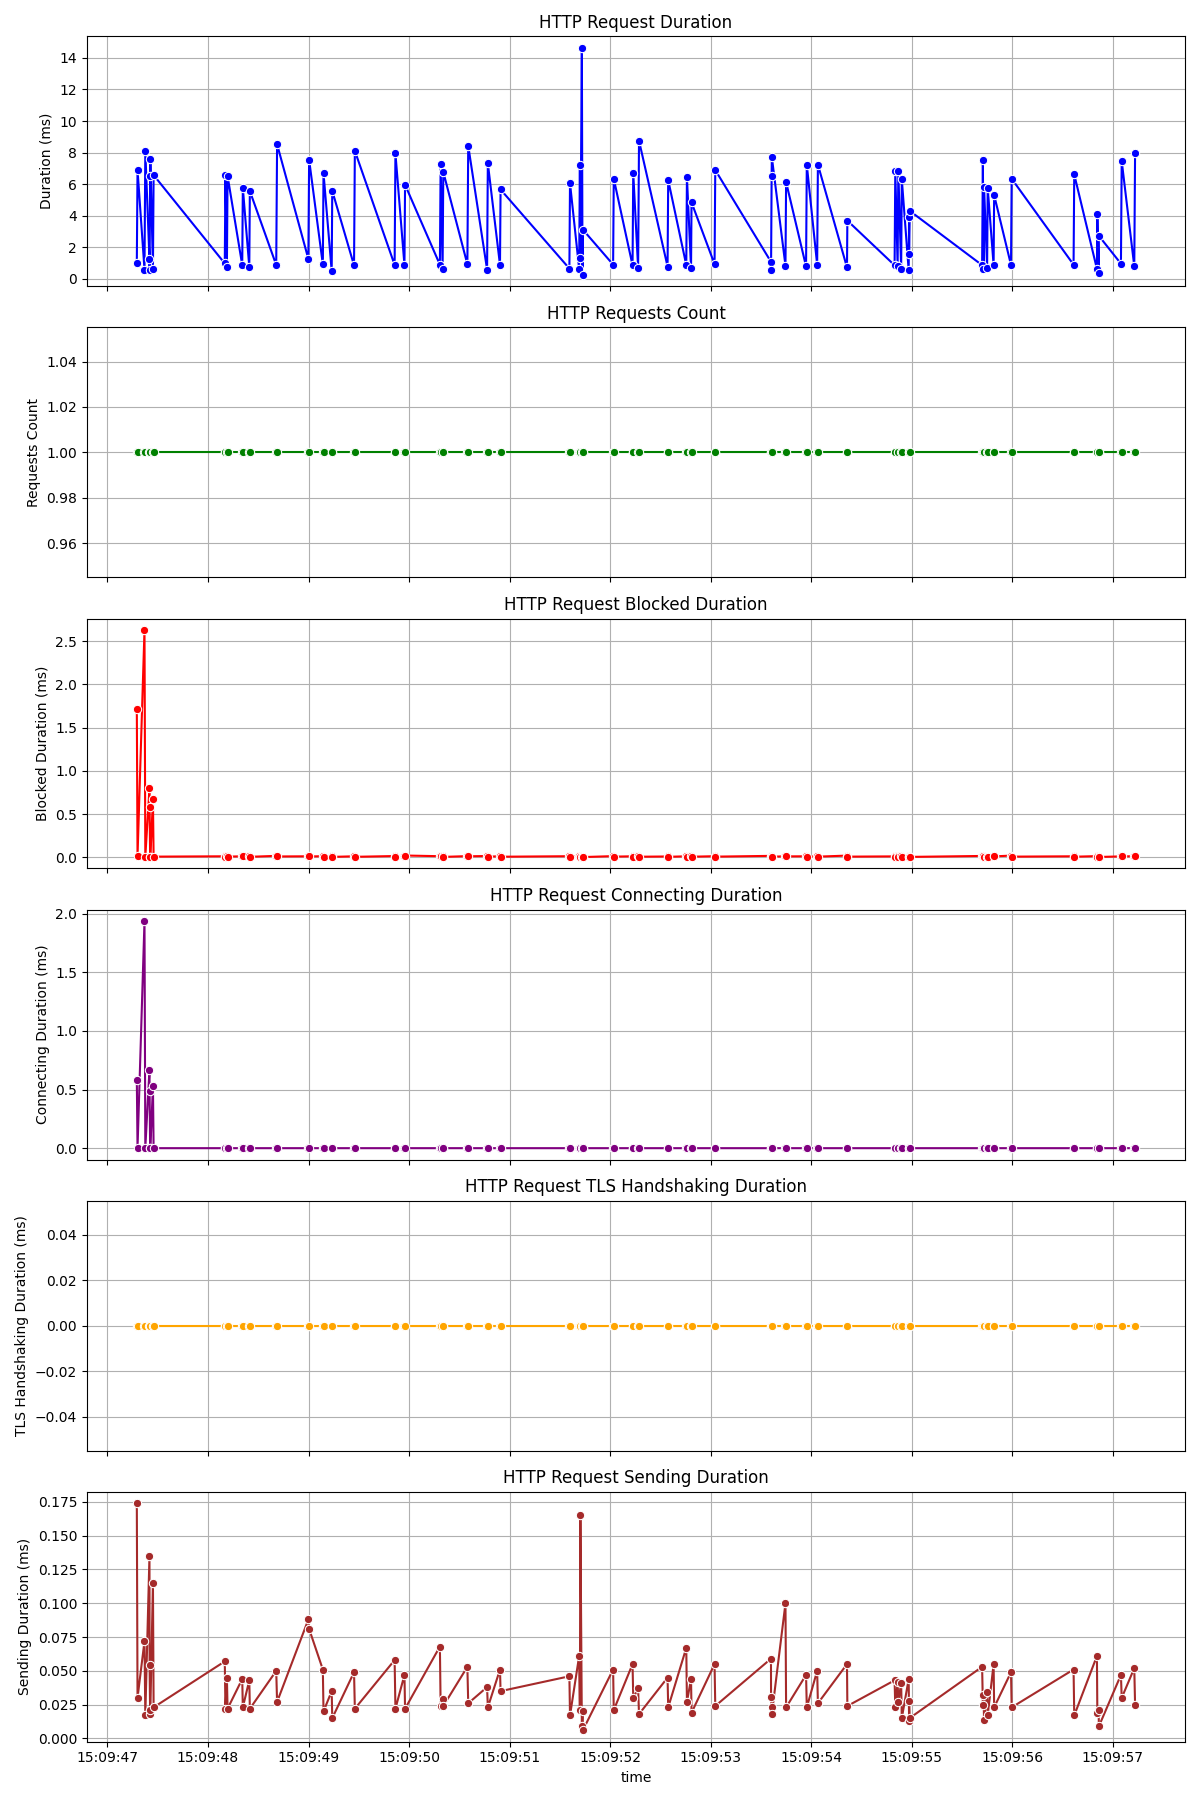 HTTP Request Duration
14
12
10
8
6
4
2
0
Duration (ms)
HTTP Requests Count
1.04
1.02
1.00
0.98
0.96
Requests Count
HTTP Request Blocked Duration
2.5
2.0
1.5
1.0
0.5
0.0
Blocked Duration (ms)
HTTP Request Connecting Duration
2.0
1.5
1.0
0.5
0.0
Connecting Duration (ms)
HTTP Request TLS Handshaking Duration
0.04
0.02
0.00
−0.02
−0.04
TLS Handshaking Duration (ms)
HTTP Request Sending Duration
0.175
0.150
0.125
0.100
0.075
0.050
0.025
0.000
Sending Duration (ms)
15:09:47 15:09:48 15:09:49 15:09:50 15:09:51 15:09:52 15:09:53 15:09:54 15:09:55 15:09:56 15:09:57
time